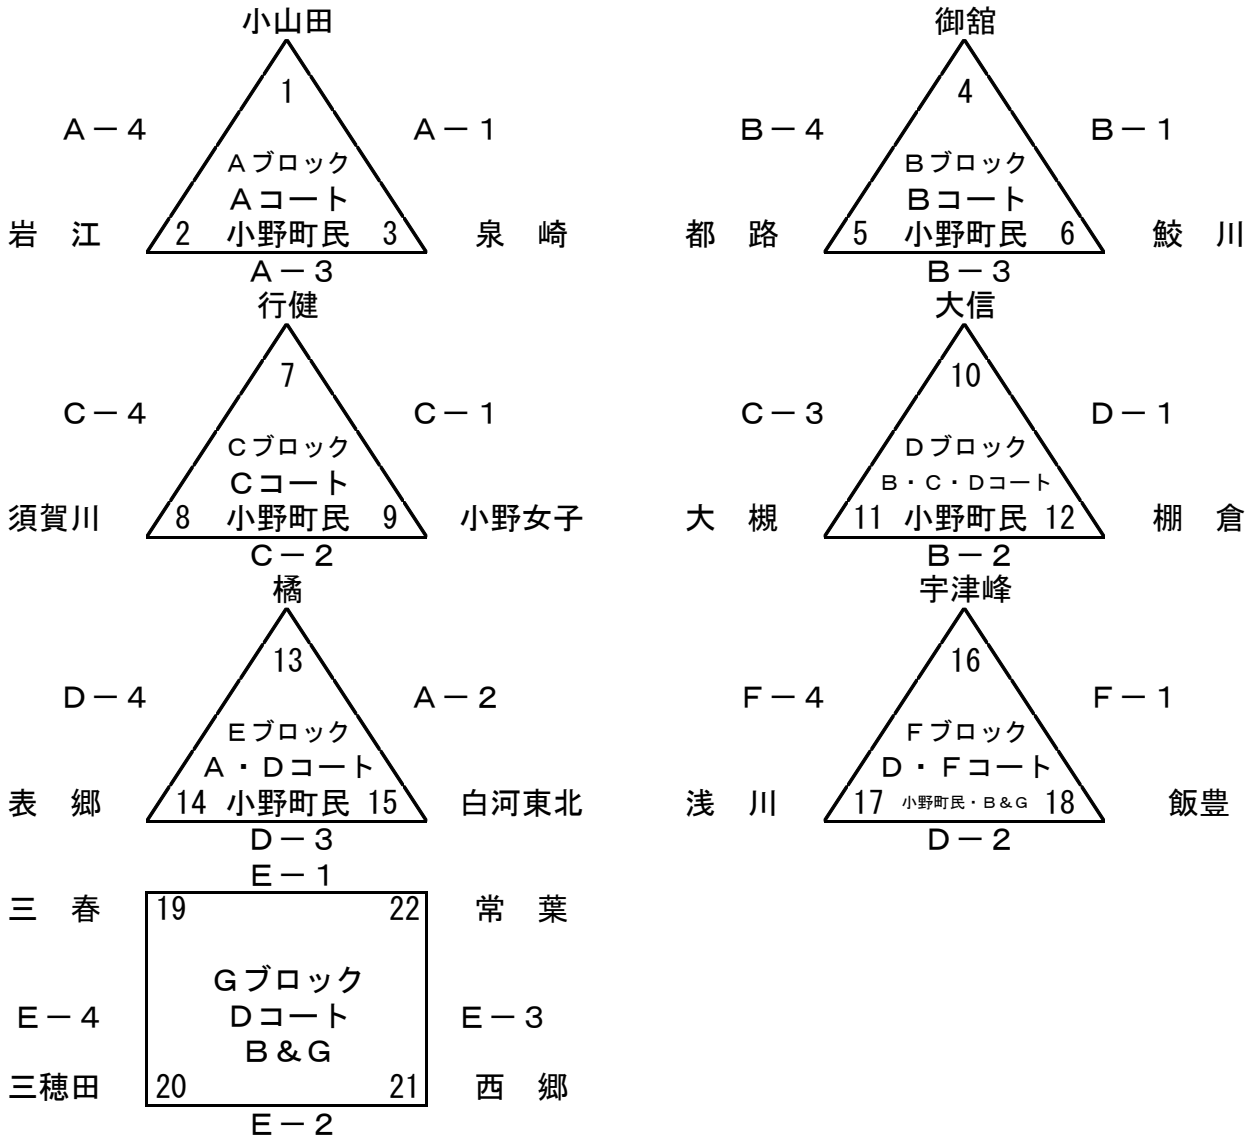 小山田
1
A－4
A－1
Aブロック
Aコート
岩　江
2
小野町民
3
泉　崎
A－3
御舘
4
B－4
B－1
Bブロック
Bコート
都　路
5
小野町民
6
鮫　川
B－3
行健
7
C－4
C－1
Cブロック
Cコート
須賀川
8
小野町民
9
小野女子
C－2
大信
10
C－3
D－1
Dブロック
B・C・Dコート
大　槻
11
小野町民
12
棚　倉
B－2
橘
13
D－4
A－2
Eブロック
A・Dコート
表　郷
14
小野町民
15
白河東北
D－3
宇津峰
16
F－4
F－1
Fブロック
D・Fコート
浅　川
17
小野町民・B&G
18
飯豊
D－2
E－1
三　春
19
22
常　葉
Gブロック
E－4
Dコート
E－3
B&G
三穂田
20
21
西　郷
E－2